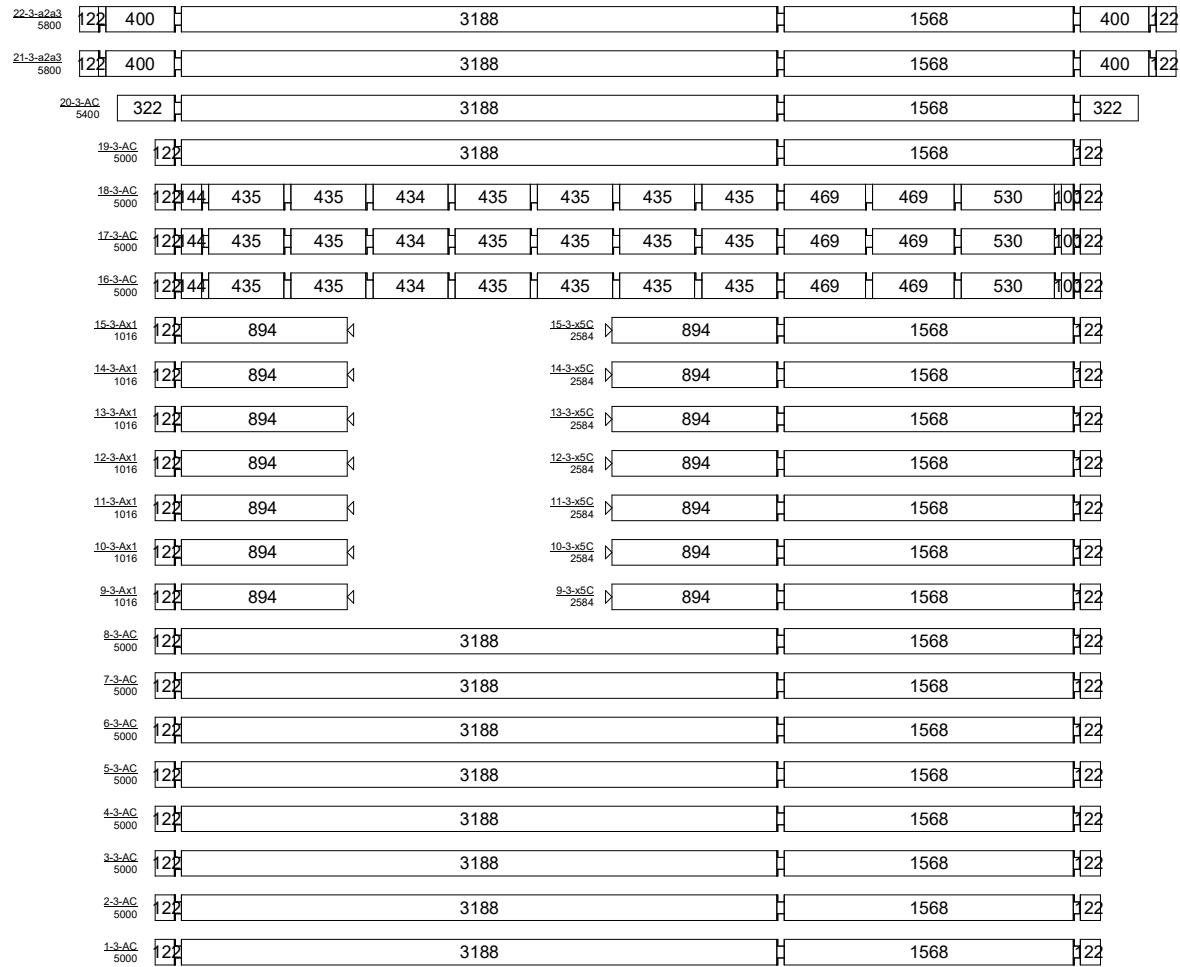 22-3-a2a3 122 400 3188 1568 400 122
5800
21-3-a2a3 122 400 3188 1568 400 122
5800
20-3-AC 322 3188 1568 322
5400
19-3-AC 122 3188 1568 122
5000
18-3-AC 122 144 435 435 434 435 435 435 435 469 469 530 100 122
5000
17-3-AC 122 144 435 435 434 435 435 435 435 469 469 530 100 122
5000
16-3-AC 122 144 435 435 434 435 435 435 435 469 469 530 100 122
5000
15-3-Ax1 122 894 15-3-x5C 894 1568 122
1016 2584
14-3-Ax1 122 894 14-3-x5C 894 1568 122
1016 2584
13-3-Ax1 122 894 13-3-x5C 894 1568 122
1016 2584
12-3-Ax1 122 894 12-3-x5C 894 1568 122
1016 2584
11-3-Ax1 122 894 11-3-x5C 894 1568 122
1016 2584
10-3-Ax1 122 894 10-3-x5C 894 1568 122
1016 2584
9-3-Ax1 122 894 9-3-x5C 894 1568 122
1016 2584
8-3-AC 122 3188 1568 122
5000
7-3-AC 122 3188 1568 122
5000
6-3-AC 122 3188 1568 122
5000
5-3-AC 122 3188 1568 122
5000
4-3-AC 122 3188 1568 122
5000
3-3-AC 122 3188 1568 122
5000
2-3-AC 122 3188 1568 122
5000
1-3-AC 122 3188 1568 122
5000